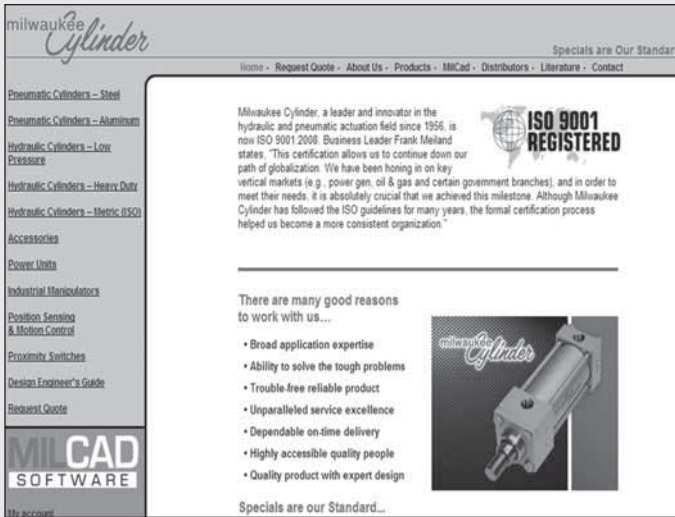 milwaukee
Cylinder
Specials are Our Standar
Home - Request Quote - About Us - Products - MilCad - Distributors - Literature - Contact
Pneumatic Cylinders – Steel
Pneumatic Cylinders – Aluminum
Hydraulic Cylinders – Low
Pressure
Hydraulic Cylinders – Heavy Duty
Hydraulic Cylinders – Metric (ISO)
Accessories
Power Units
Industrial Manipulators
Position Sensing
& Motion Control
Proximity Switches
Design Engineer's Guide
Request Quote
MILCAD
SOFTWARE
My account
Milwaukee Cylinder, a leader and innovator in the
hydraulic and pneumatic actuation field since 1956, is
now ISO 9001:2008. Business Leader Frank Meiland
states, "This certification allows us to continue down our
path of globalization. We have been honing in on key
vertical markets (e.g., power gen, oil & gas and certain government branches), and in order to
meet their needs, it is absolutely crucial that we achieved this milestone. Although Milwaukee
Cylinder has followed the ISO guidelines for many years, the formal certification process
helped us become a more consistent organization."
ISO 9001
REGISTERED
There are many good reasons
to work with us...
• Broad application expertise
• Ability to solve the tough problems
• Trouble-free reliable product
• Unparalleled service excellence
• Dependable on-time delivery
• Highly accessible quality people
• Quality product with expert design
milwaukee
Cylinder
Specials are our Standard...